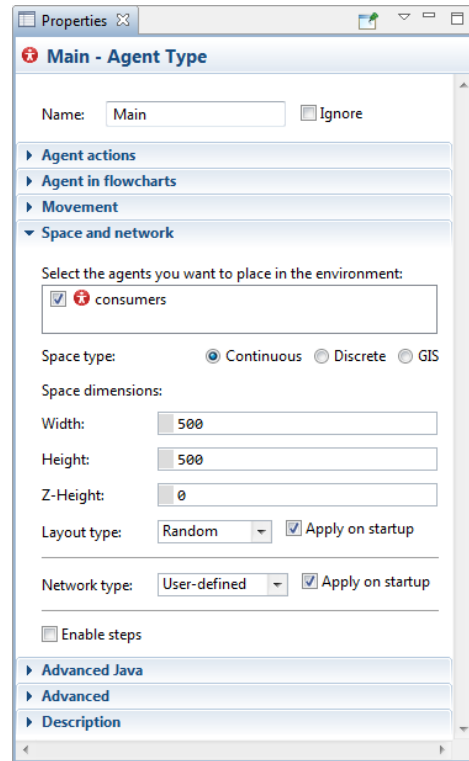 Properties
Main - Agent Type
Name: Main Ignore
Agent actions
Agent in flowcharts
Movement
Space and network
Select the agents you want to place in the environment:
consumers
Space type: Continuous Discrete GIS
Space dimensions:
Width: 500
Height: 500
Z-Height: 0
Layout type: Random Apply on startup
Network type: User-defined Apply on startup
Enable steps
Advanced Java
Advanced
Description